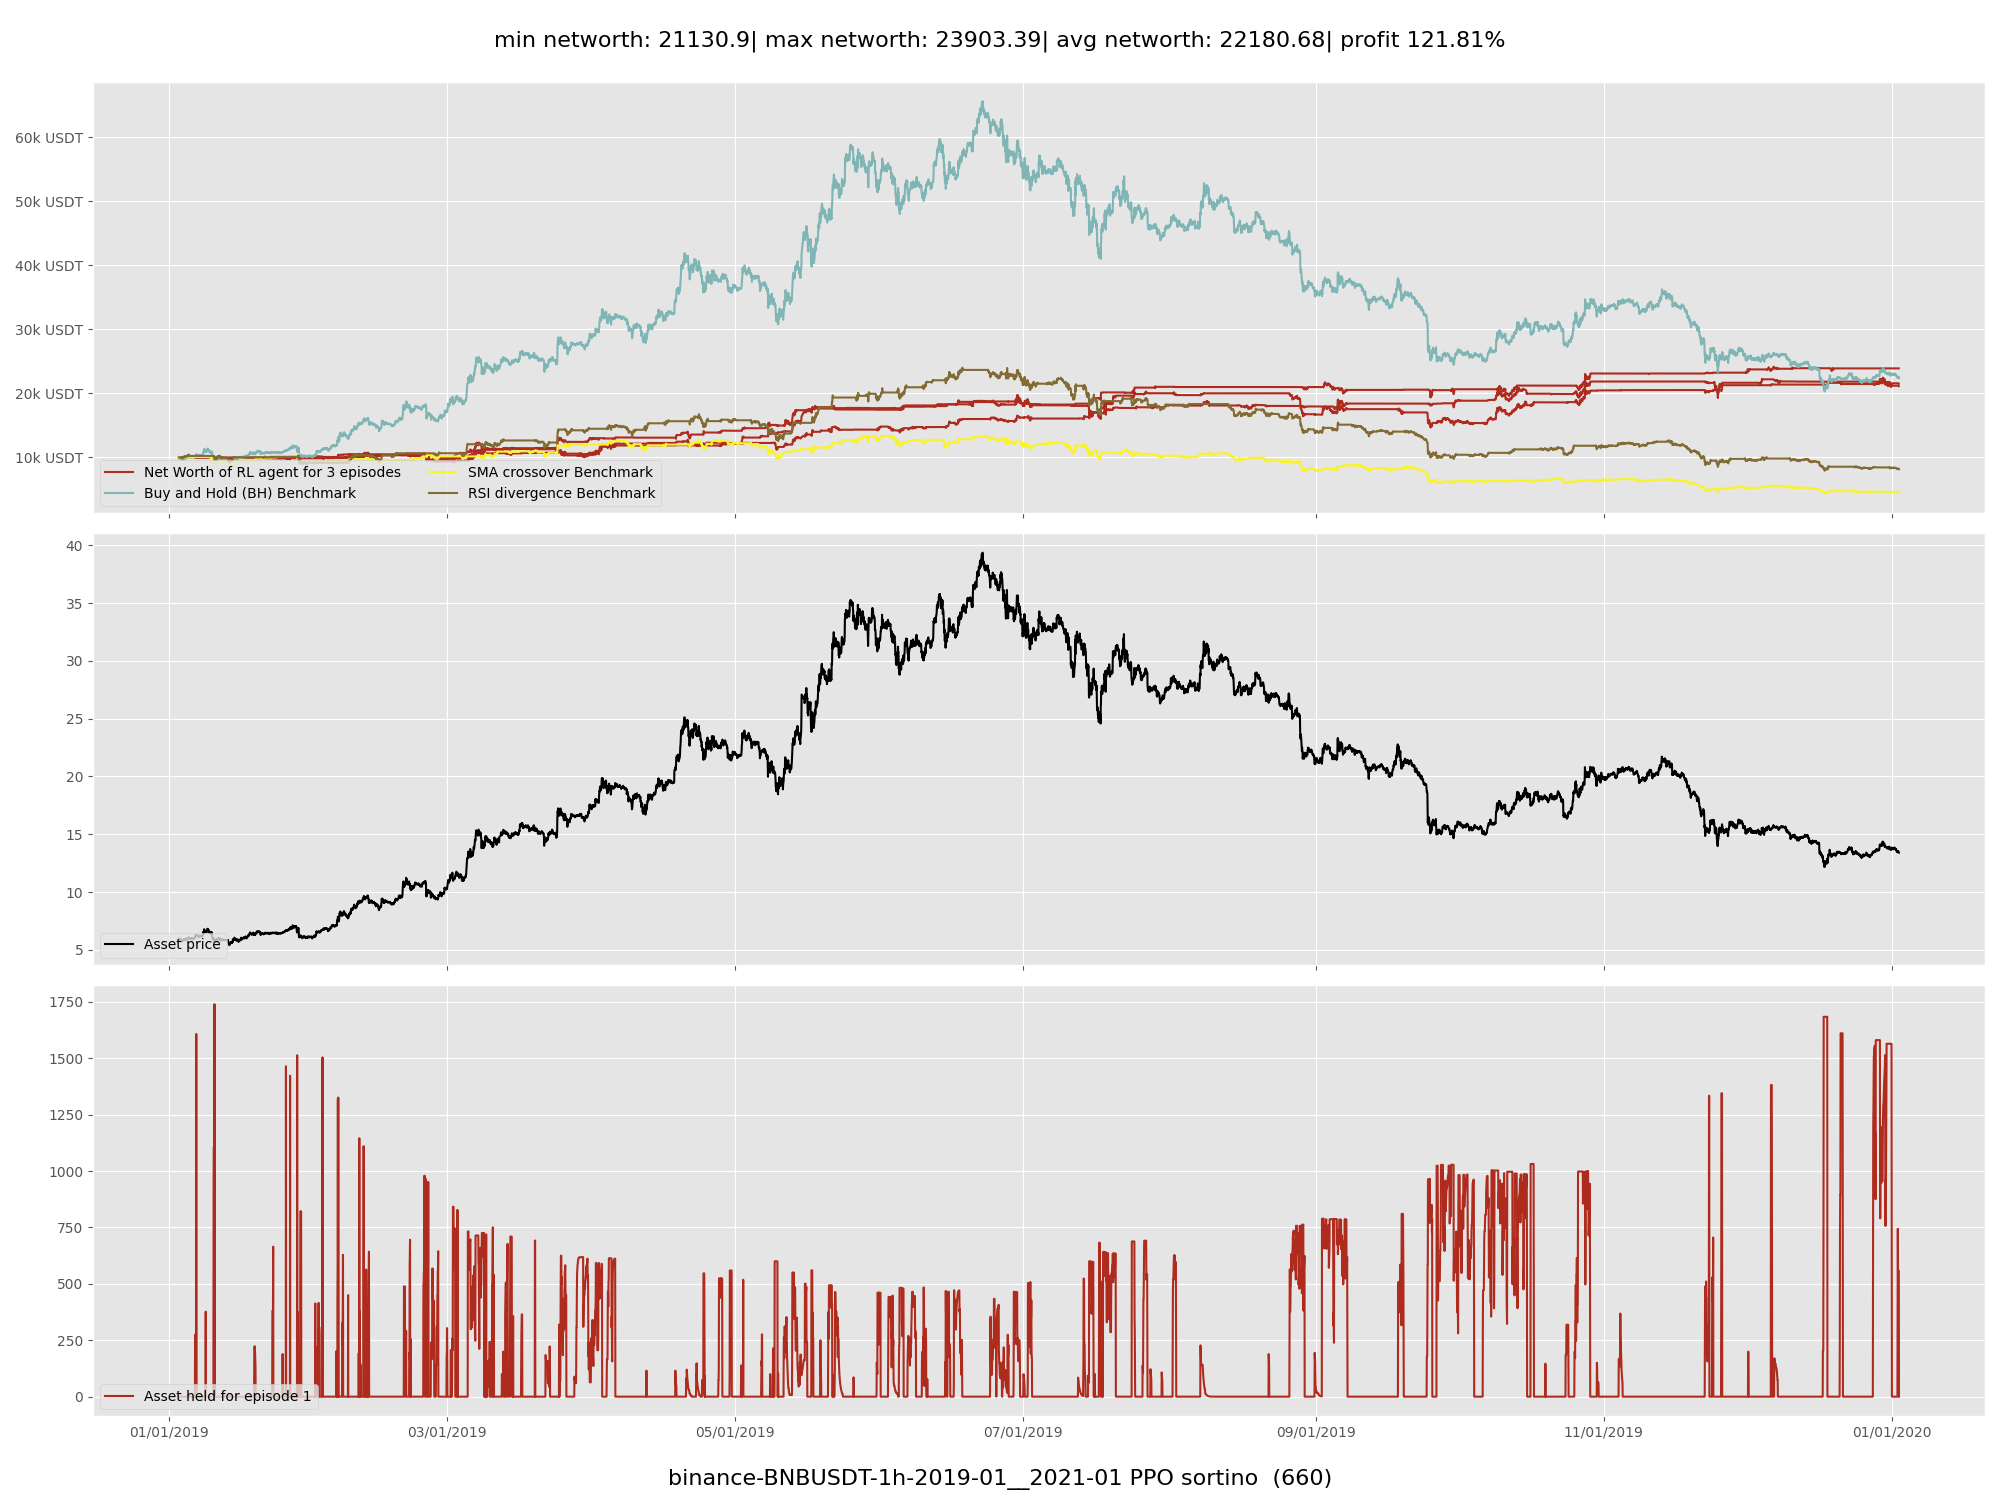 min networth: 21130.9| max networth: 23903.39| avg networth: 22180.68| profit 121.81%
60k USDT
50k USDT
40k USDT
30k USDT
20k USDT
10k USDT
Net Worth of RL agent for 3 episodes
Buy and Hold (BH) Benchmark
SMA crossover Benchmark
RSI divergence Benchmark
40
35
30
25
20
15
10
5
Asset price
1750
1500
1250
1000
750
500
250
0
Asset held for episode 1
01/01/2019 03/01/2019 05/01/2019 07/01/2019 09/01/2019 11/01/2019 01/01/2020
binance-BNBUSDT-1h-2019-01__2021-01 PPO sortino (660)